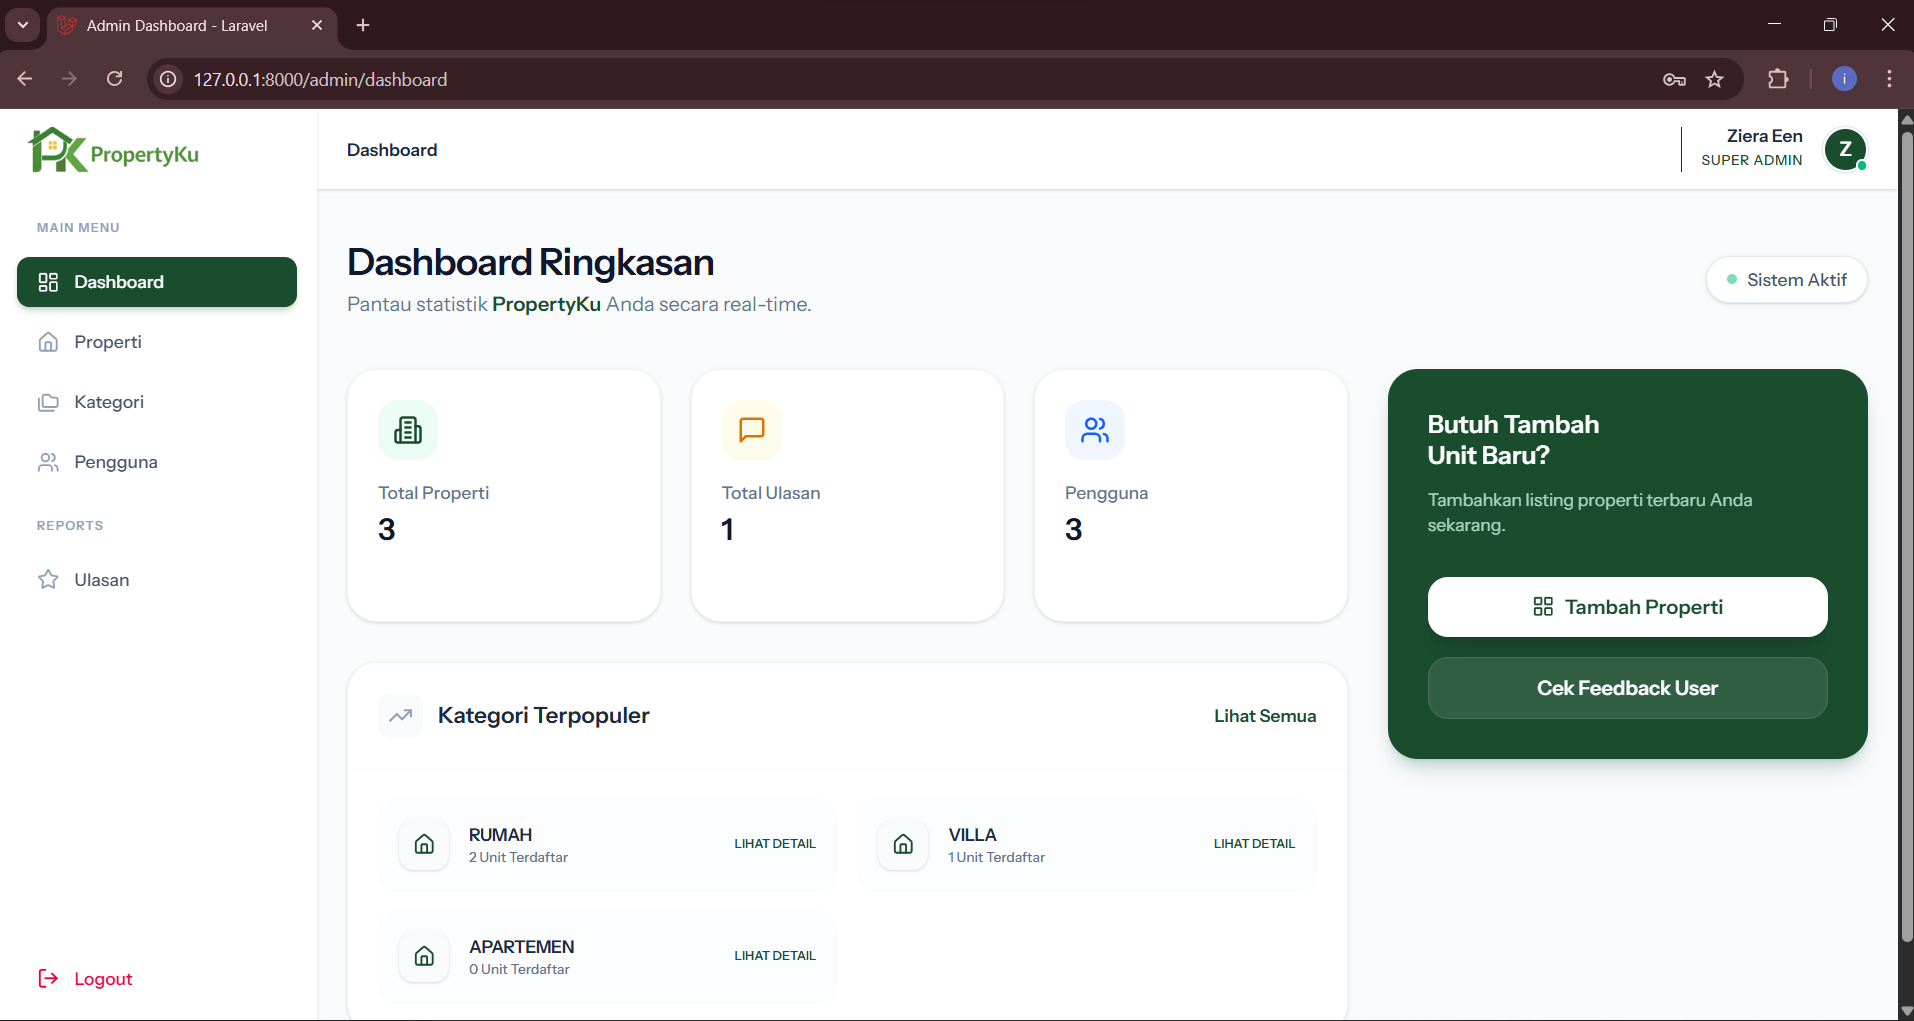 Admin Dashboard - Laravel
127.0.0.1:8000/admin/dashboard
i
PropertyKu
Dashboard
Ziera Een
SUPER ADMIN
Z
MAIN MENU
Dashboard
Properti
Kategori
Pengguna
REPORTS
Ulasan
Logout
Dashboard Ringkasan
Pantau statistik PropertyKu Anda secara real-time.
Sistem Aktif
Total Properti
3
Total Ulasan
1
Pengguna
3
Butuh Tambah
Unit Baru?
Tambahkan listing properti terbaru Anda
sekarang.
Tambah Properti
Cek Feedback User
Kategori Terpopuler
Lihat Semua
RUMAH
2 Unit Terdaftar
LIHAT DETAIL
VILLA
1 Unit Terdaftar
LIHAT DETAIL
APARTEMEN
0 Unit Terdaftar
LIHAT DETAIL